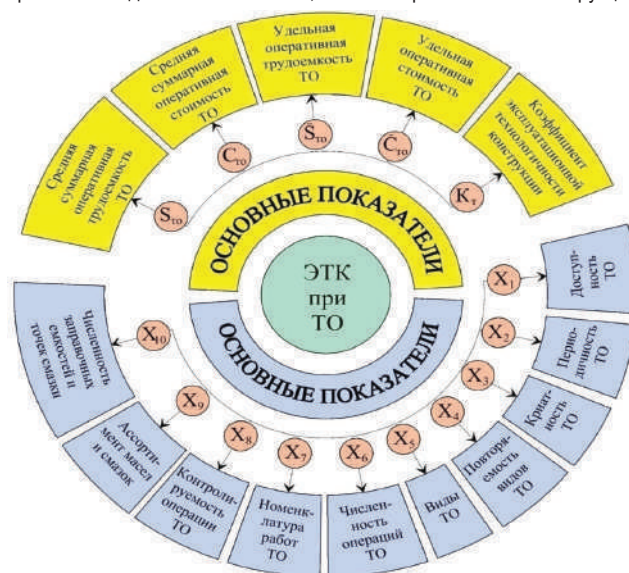 Средняя
суммарная
оперативная
трудоемкость
ТО
Средняя
суммарная
оперативная
стоимость
ТО
Удельная
оперативная
трудоемкость
ТО
Удельная
оперативная
стоимость
ТО
Коэффициент
эксплуатационной
технологичности
конструкции
Sто
Cто
Sто
Cто
Kт
ОСНОВНЫЕ ПОКАЗАТЕЛИ
ЭТК
при
ТО
ОСНОВНЫЕ ПОКАЗАТЕЛИ
X1
X2
X3
X4
X5
X6
X7
X8
X9
X10
Доступ-
ность
ТО
Перио-
дичность
ТО
Криат-
ность
ТО
Повторя-
емость
видов
ТО
Виды
ТО
Числен-
ность
операций
ТО
Номенк-
латура
работ
ТО
Контроли-
руемость
операции
ТО
Ассорти-
мент масел
и смазок
Численность
заправочных
емкостей и
точек смазки